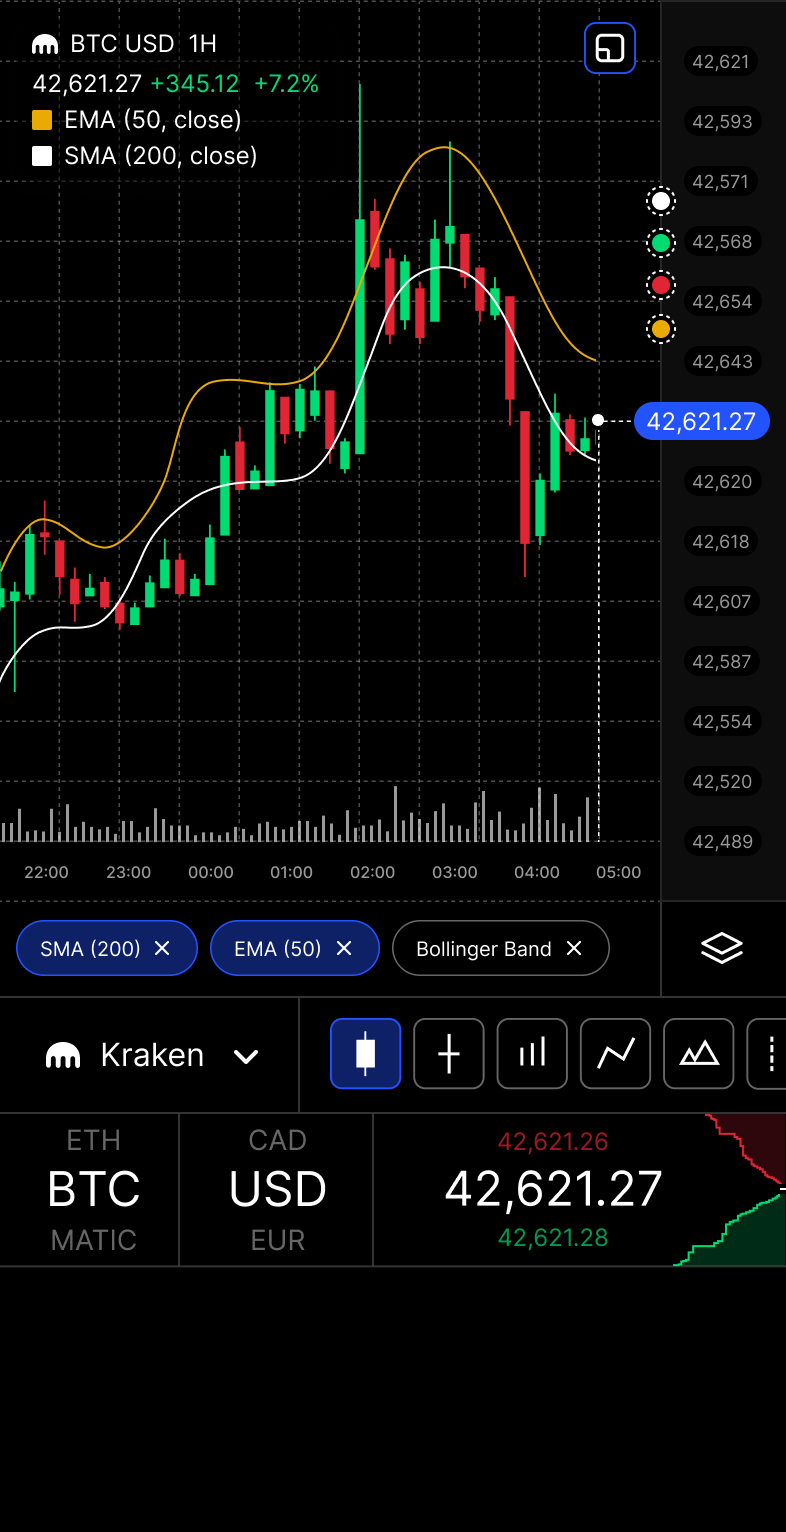 BTC USD 1H
42,621.27 +345.12 +7.2%
EMA (50, close)
SMA (200, close)
42,621
42,593
42,571
42,568
42,654
42,643
42,621.27
42,620
42,618
42,607
42,587
42,554
42,520
42,489
22:00 23:00 00:00 01:00 02:00 03:00 04:00 05:00
SMA (200) EMA (50) Bollinger Band
Kraken
ETH CAD 42,621.26
BTC USD 42,621.27
MATIC EUR 42,621.28